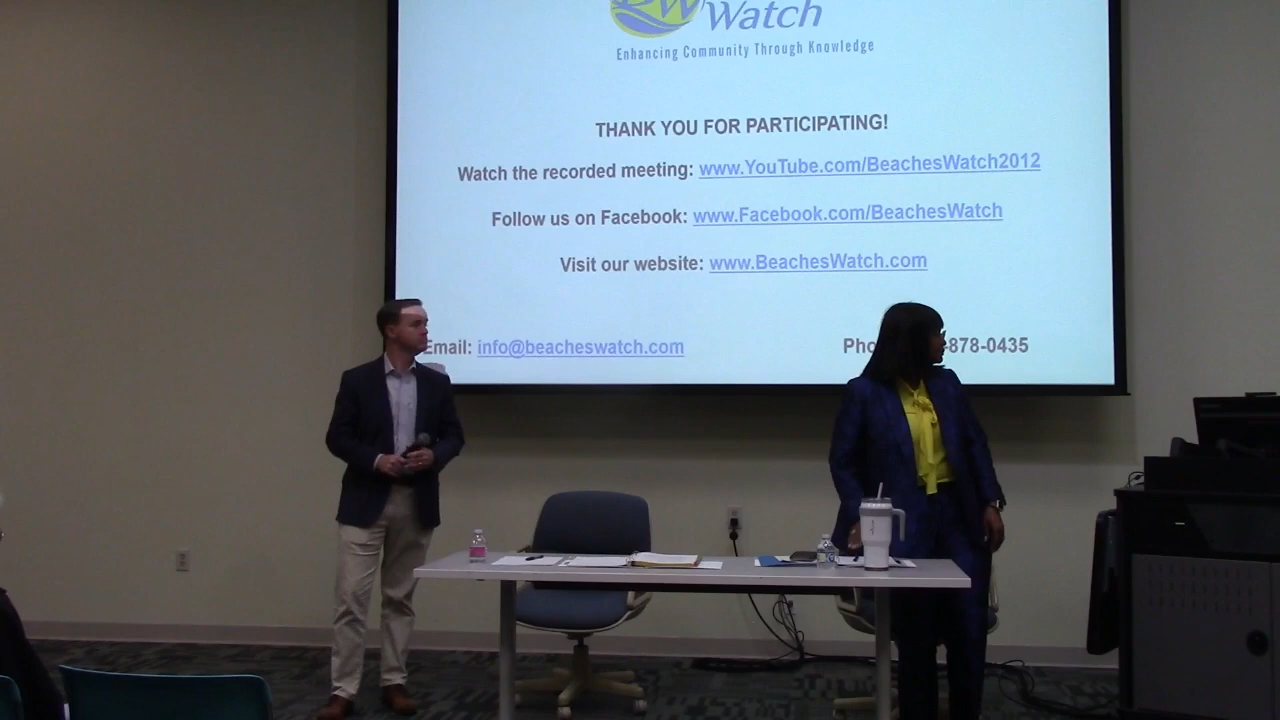 Watch
Enhancing Community Through Knowledge
THANK YOU FOR PARTICIPATING!
Watch the recorded meeting: www.YouTube.com/BeachesWatch2012
Follow us on Facebook: www.Facebook.com/BeachesWatch
Visit our website: www.BeachesWatch.com
Email: info@beacheswatch.com
878-0435